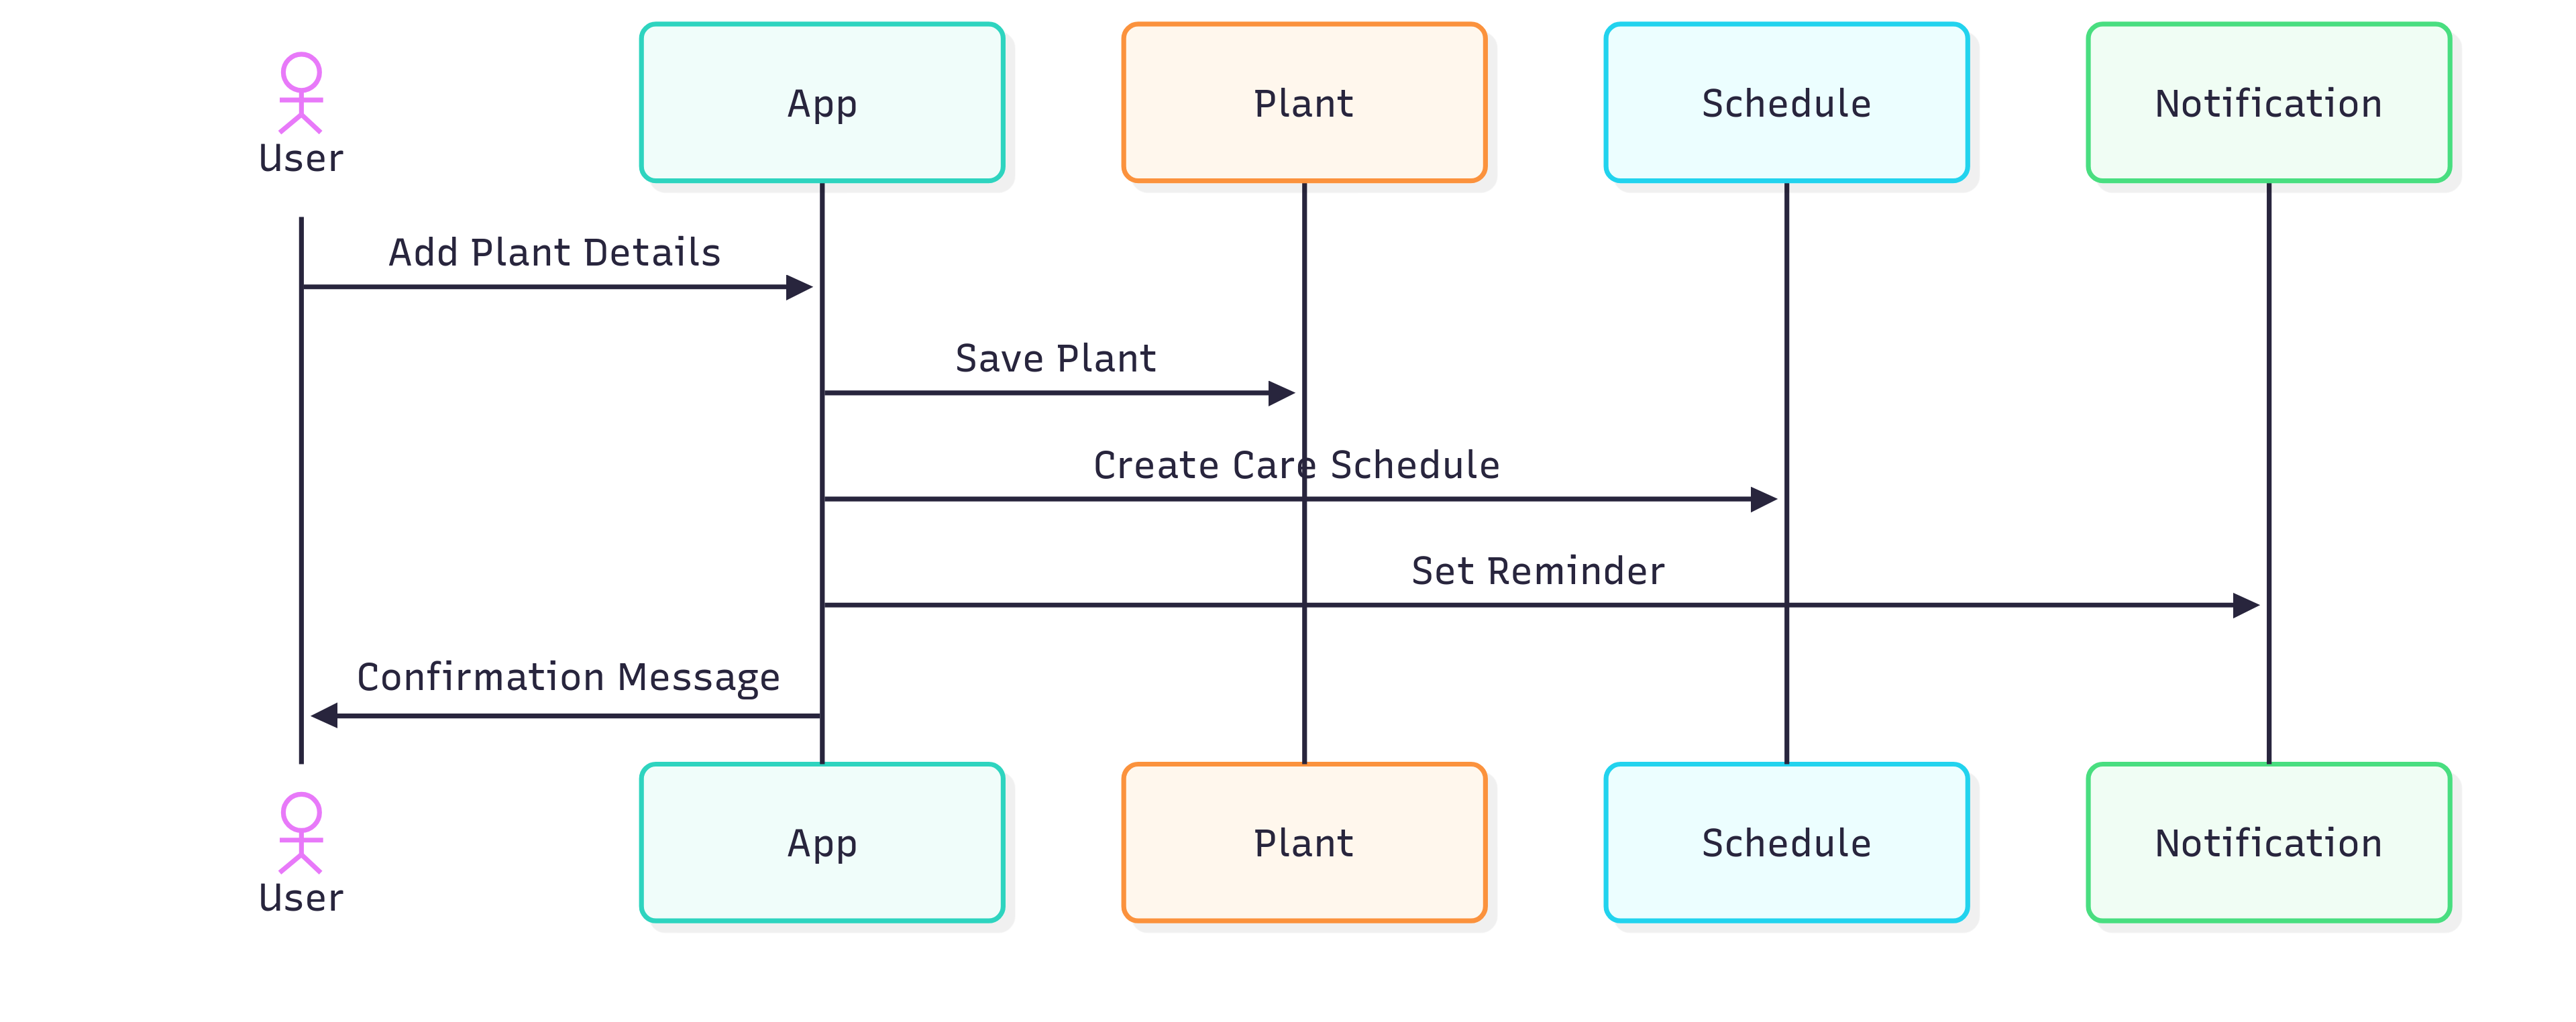 User
App
Plant
Schedule
Notification
Add Plant Details
Save Plant
Create Care Schedule
Set Reminder
Confirmation Message
User
App
Plant
Schedule
Notification